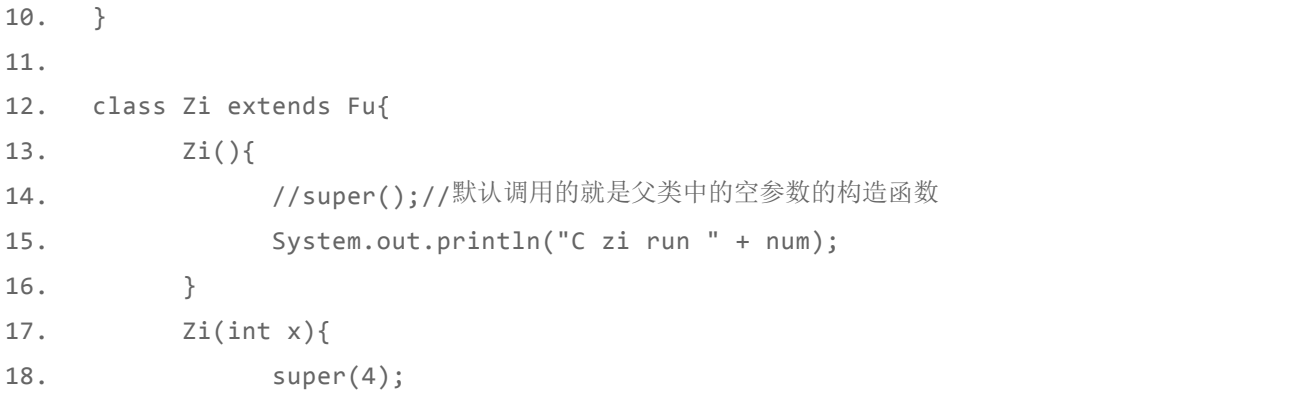 10. }
11.
12. class Zi extends Fu{
13. Zi(){
14. //super();//默认调用的就是父类中的空参数的构造函数
15. System.out.println("C zi run " + num);
16. }
17. Zi(int x){
18. super(4);